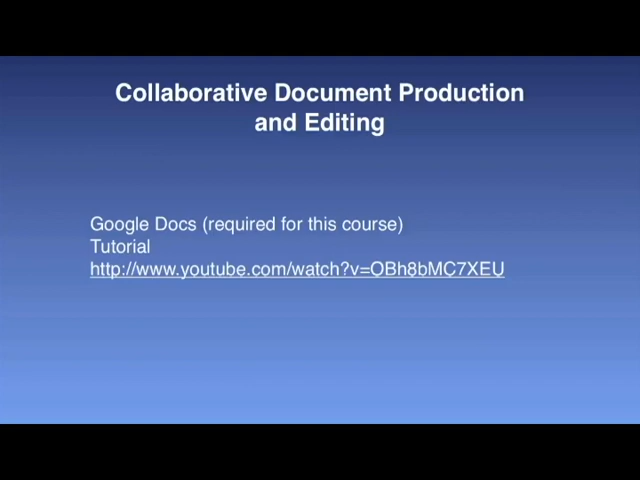 Collaborative Document Production
and Editing
Google Docs (required for this course)
Tutorial
http://www.youtube.com/watch?v=OBh8bMC7XEU